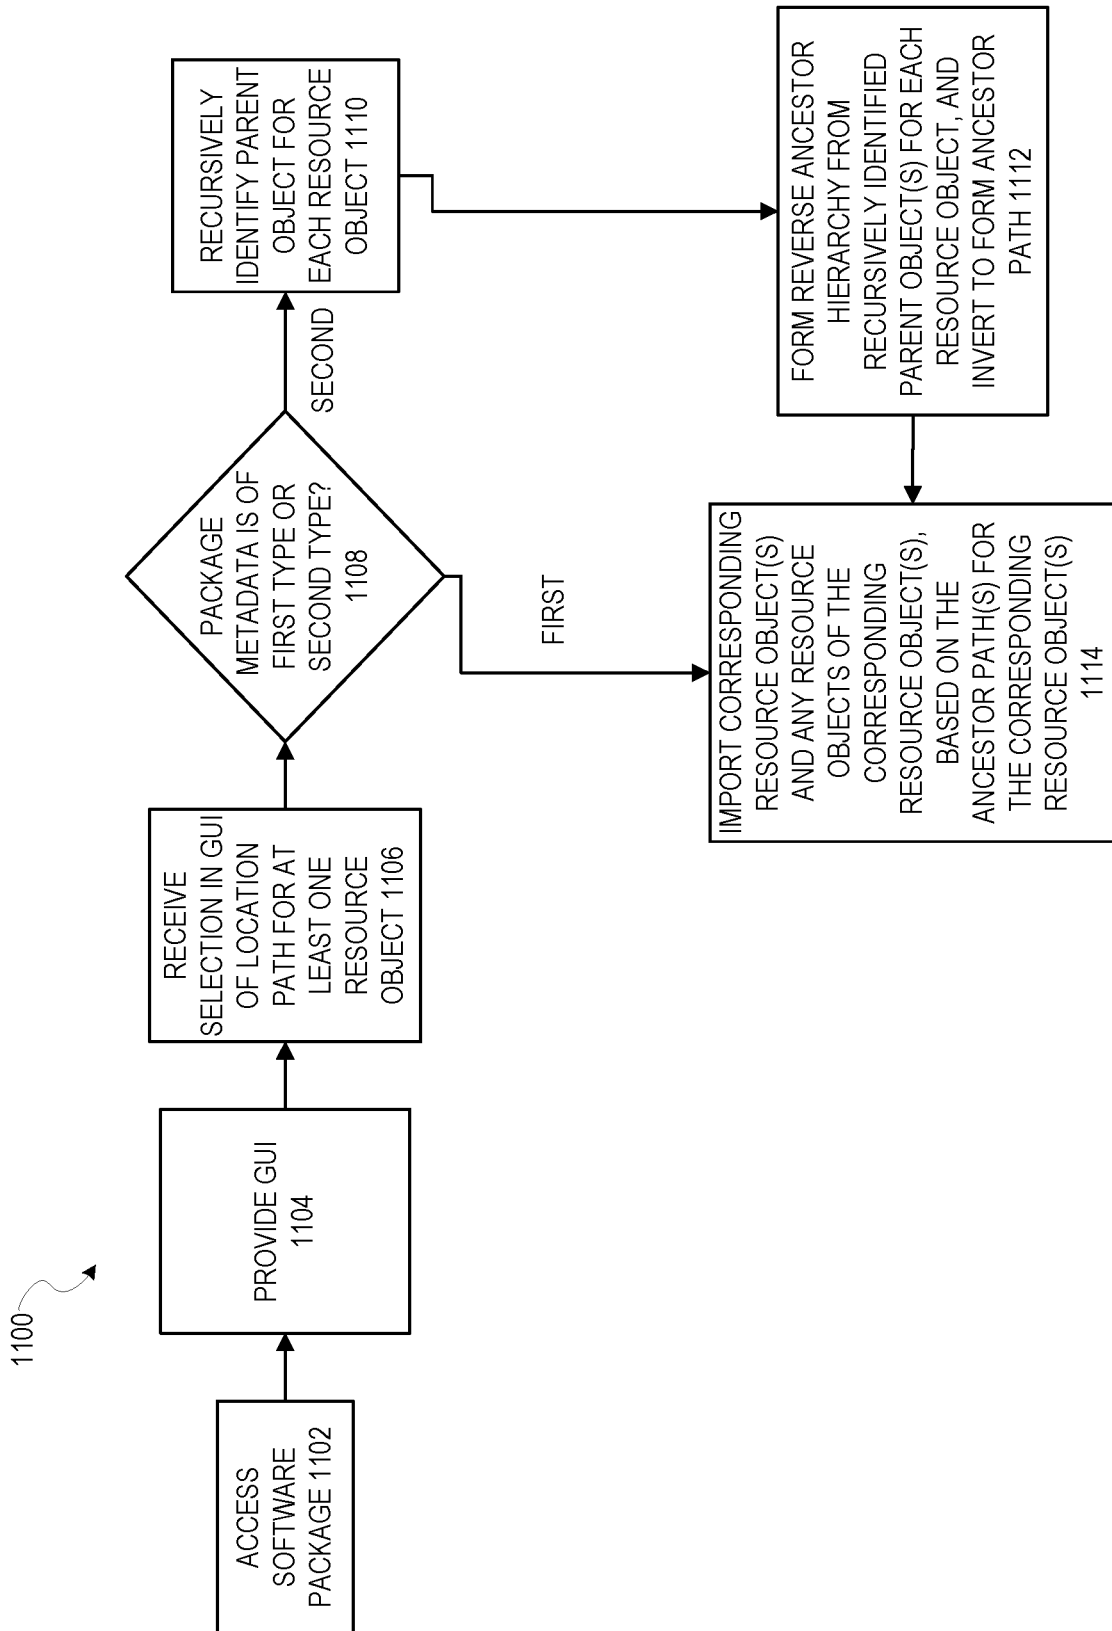 1100
ACCESS
SOFTWARE
PACKAGE 1102
PROVIDE GUI
1104
RECEIVE
SELECTION IN GUI
OF LOCATION
PATH FOR AT
LEAST ONE
RESOURCE
OBJECT 1106
PACKAGE
METADATA IS OF
FIRST TYPE OR
SECOND TYPE?
1108
SECOND
RECURSIVELY
IDENTIFY PARENT
OBJECT FOR
EACH RESOURCE
OBJECT 1110
FIRST
IMPORT CORRESPONDING
RESOURCE OBJECT(S)
AND ANY RESOURCE
OBJECTS OF THE
CORRESPONDING
RESOURCE OBJECT(S),
BASED ON THE
ANCESTOR PATH(S) FOR
THE CORRESPONDING
RESOURCE OBJECT(S)
1114
FORM REVERSE ANCESTOR
HIERARCHY FROM
RECURSIVELY IDENTIFIED
PARENT OBJECT(S) FOR EACH
RESOURCE OBJECT, AND
INVERT TO FORM ANCESTOR
PATH 1112